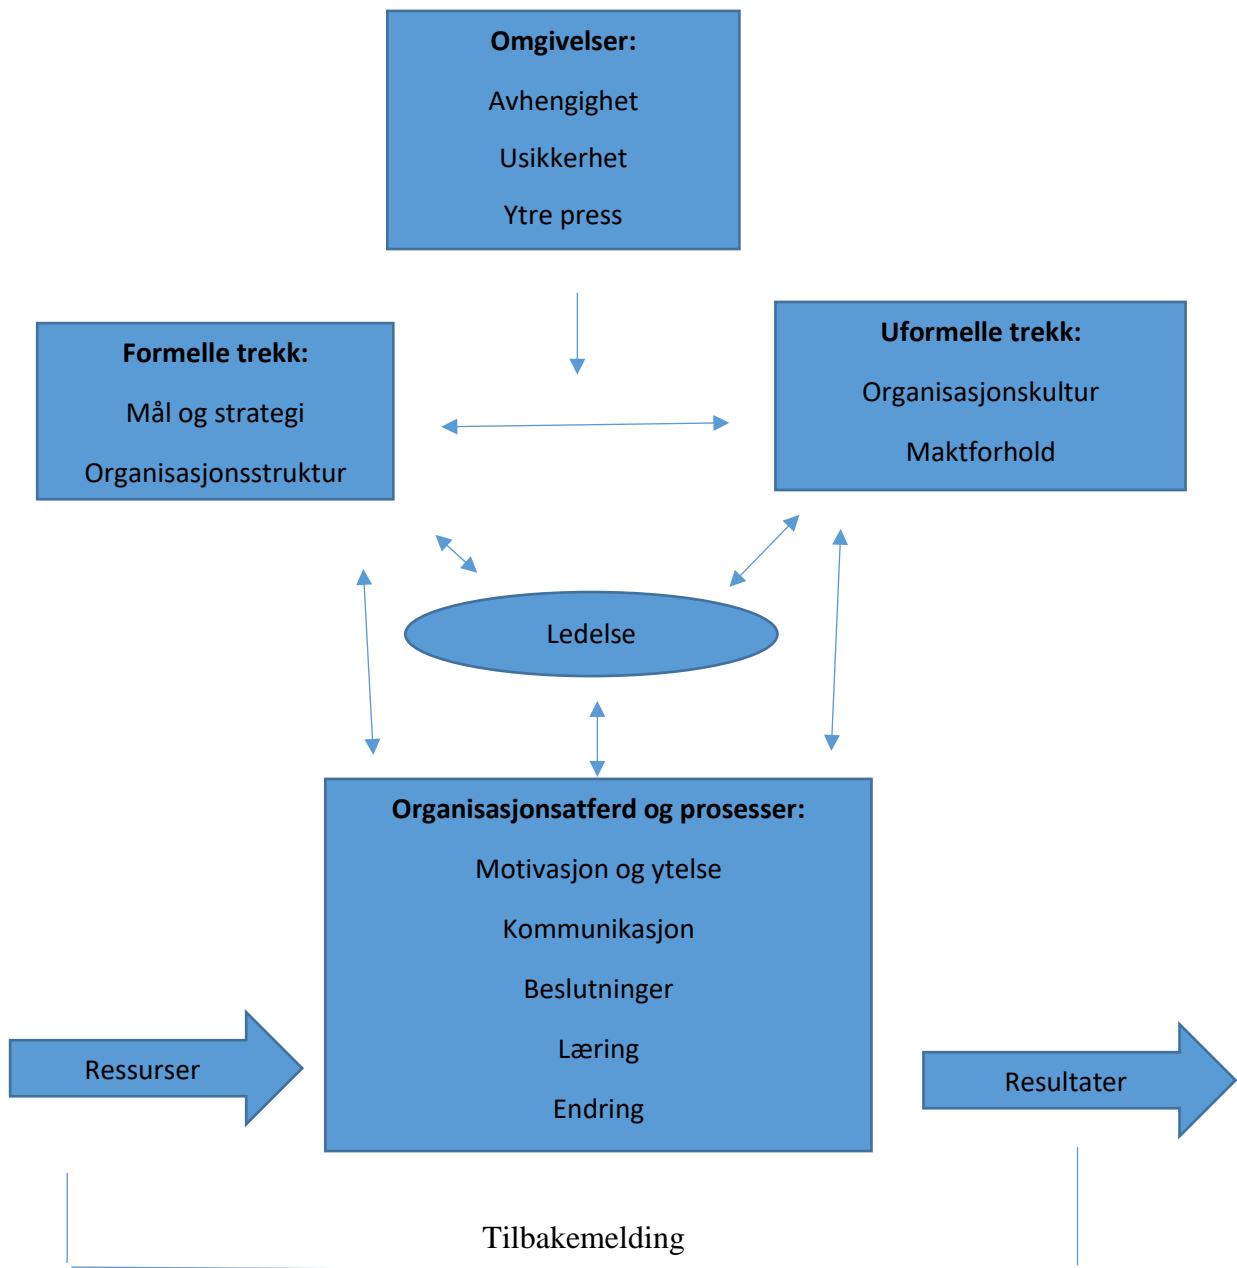 Omgivelser:
Avhengighet
Usikkerhet
Ytre press
Formelle trekk:
Mål og strategi
Organisasjonsstruktur
Uformelle trekk:
Organisasjonskultur
Maktforhold
Ledelse
Organisasjonsatferd og prosesser:
Motivasjon og ytelse
Kommunikasjon
Beslutninger
Læring
Endring
Ressurser
Resultater
Tilbakemelding